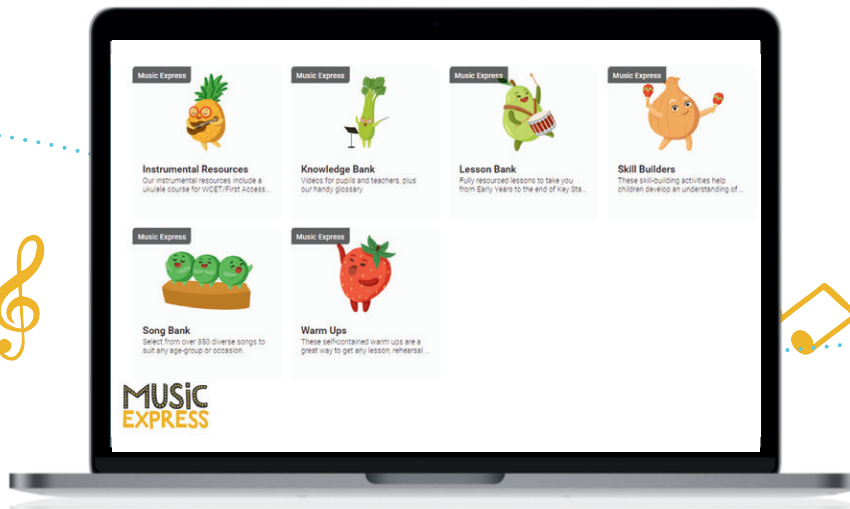 Music Express
Music Express
Music Express
Music Express
Instrumental Resources
Our instrumental resources include a
ukulele course for WCET/First Access...
Knowledge Bank
Videos for pupils and teachers, plus
our handy glossary
Lesson Bank
Fully resourced lessons to take you
from Early Years to the end of Key Sta...
Skill Builders
These skill-building activities help
children develop an understanding of ...
Music Express
Music Express
Song Bank
Select from over 350 diverse songs to
suit any age-group or occasion.
Warm Ups
These self-contained warm ups are a
great way to get any lesson, rehearsal ...
MUSiC
EXPRESS